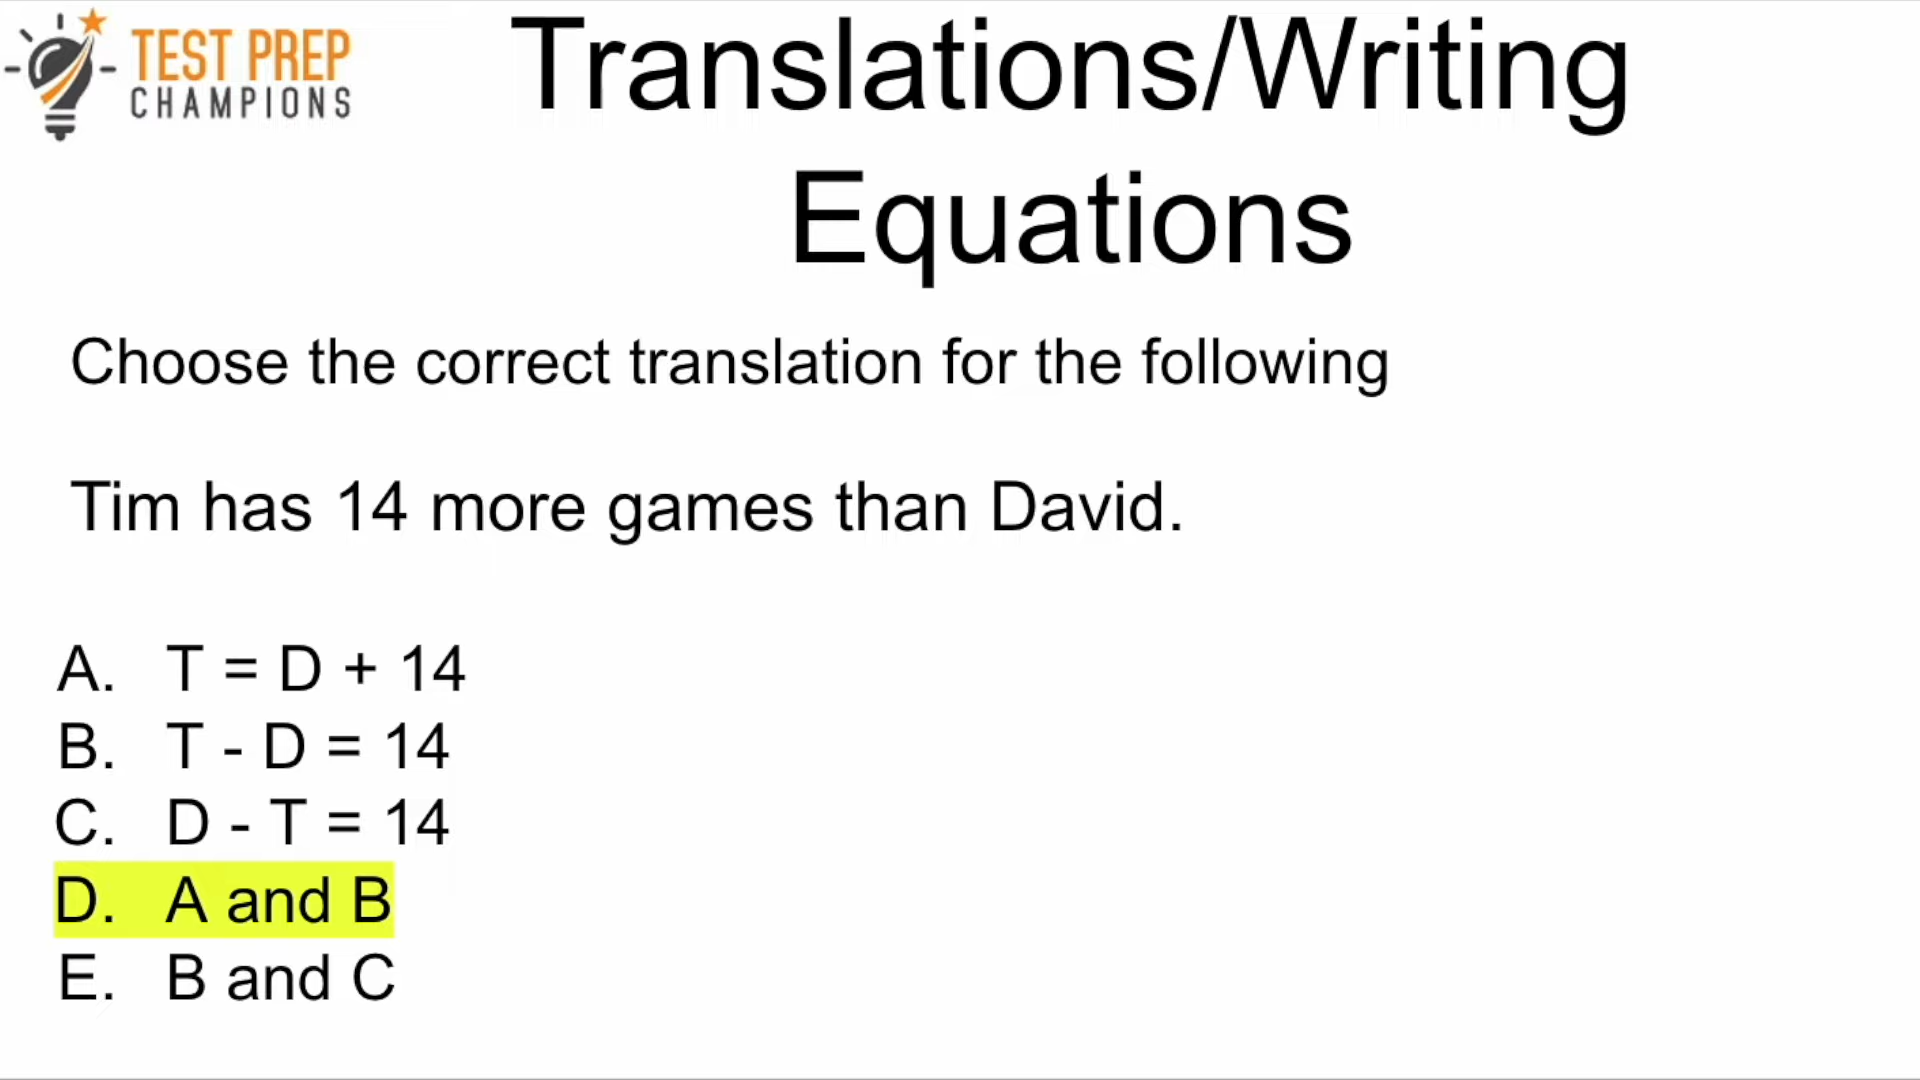 TEST PREP
CHAMPIONS
Translations/Writing
Equations
Choose the correct translation for the following
Tim has 14 more games than David.
A. T = D + 14
B. T - D = 14
C. D - T = 14
D. A and B
E. B and C